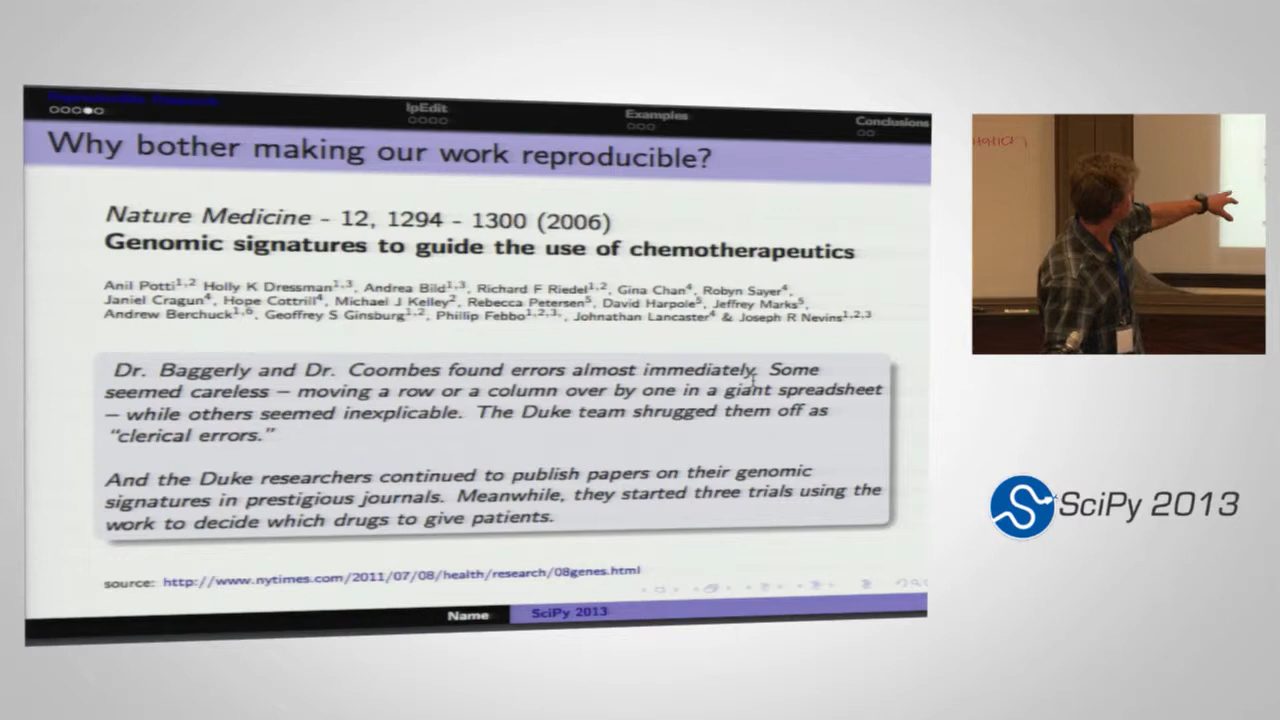 Reproducible Research
IpEdit
Examples
Conclusions
Why bother making our work reproducible?
Nature Medicine - 12, 1294 - 1300 (2006)
Genomic signatures to guide the use of chemotherapeutics
Anil Potti1,2 Holly K Dressman1,3, Andrea Bild1,3, Richard F Riedel1,2, Gina Chan4, Robyn Sayer4,
Janiel Cragun4, Hope Cottrill4, Michael J Kelley2, Rebecca Petersen5, David Harpole5, Jeffrey Marks5,
Andrew Berchuck1,6, Geoffrey S Ginsburg1,2, Phillip Febbo1,2,3, Johnathan Lancaster4 & Joseph R Nevins1,2,3
Dr. Baggerly and Dr. Coombes found errors almost immediately. Some
seemed careless – moving a row or a column over by one in a giant spreadsheet
– while others seemed inexplicable. The Duke team shrugged them off as
“clerical errors.”
And the Duke researchers continued to publish papers on their genomic
signatures in prestigious journals. Meanwhile, they started three trials using the
work to decide which drugs to give patients.
source: http://www.nytimes.com/2011/07/08/health/research/08genes.html
Name
SciPy 2013
SciPy 2013